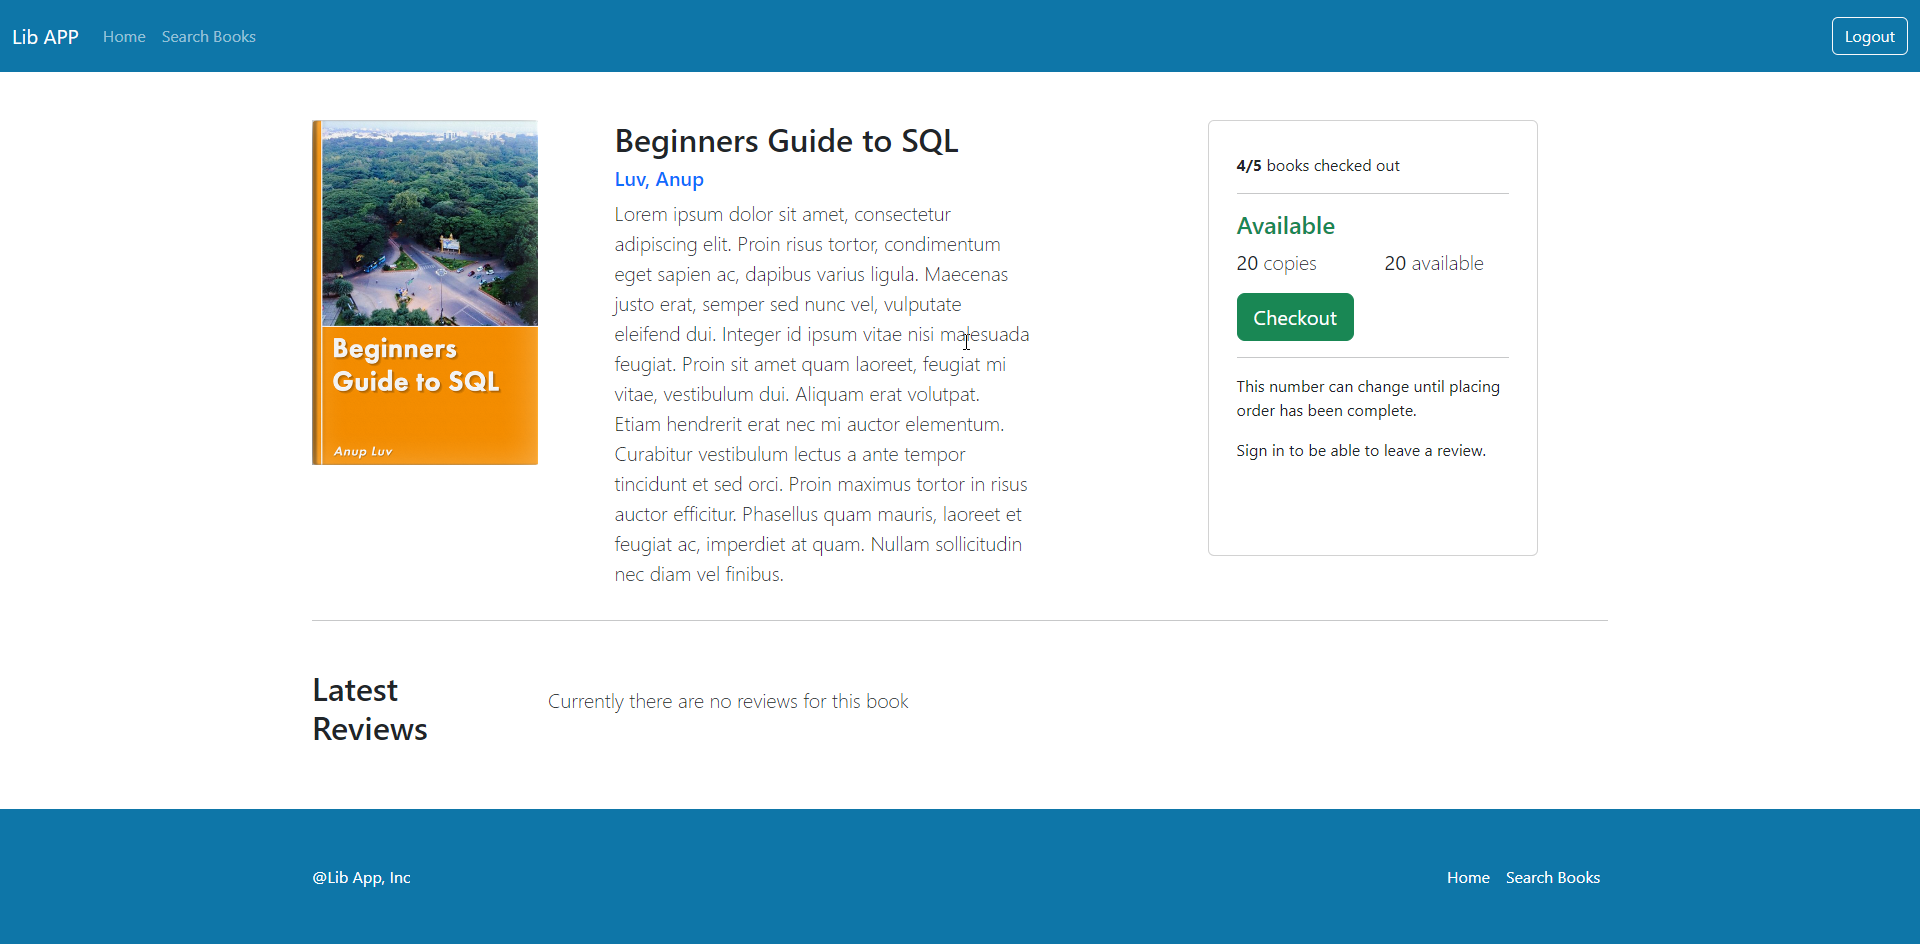 Lib APP Home Search Books Logout
Beginners
Guide to SQL
Anup Luv
Beginners Guide to SQL
Luv, Anup
Lorem ipsum dolor sit amet, consectetur
adipiscing elit. Proin risus tortor, condimentum
eget sapien ac, dapibus varius ligula. Maecenas
justo erat, semper sed nunc vel, vulputate
eleifend dui. Integer id ipsum vitae nisi malesuada
feugiat. Proin sit amet quam laoreet, feugiat mi
vitae, vestibulum dui. Aliquam erat volutpat.
Etiam hendrerit erat nec mi auctor elementum.
Curabitur vestibulum lectus a ante tempor
tincidunt et sed orci. Proin maximus tortor in risus
auctor efficitur. Phasellus quam mauris, laoreet et
feugiat ac, imperdiet at quam. Nullam sollicitudin
nec diam vel finibus.
4/5 books checked out
Available
20 copies 20 available
Checkout
This number can change until placing
order has been complete.
Sign in to be able to leave a review.
Latest
Reviews
Currently there are no reviews for this book
@Lib App, Inc Home Search Books